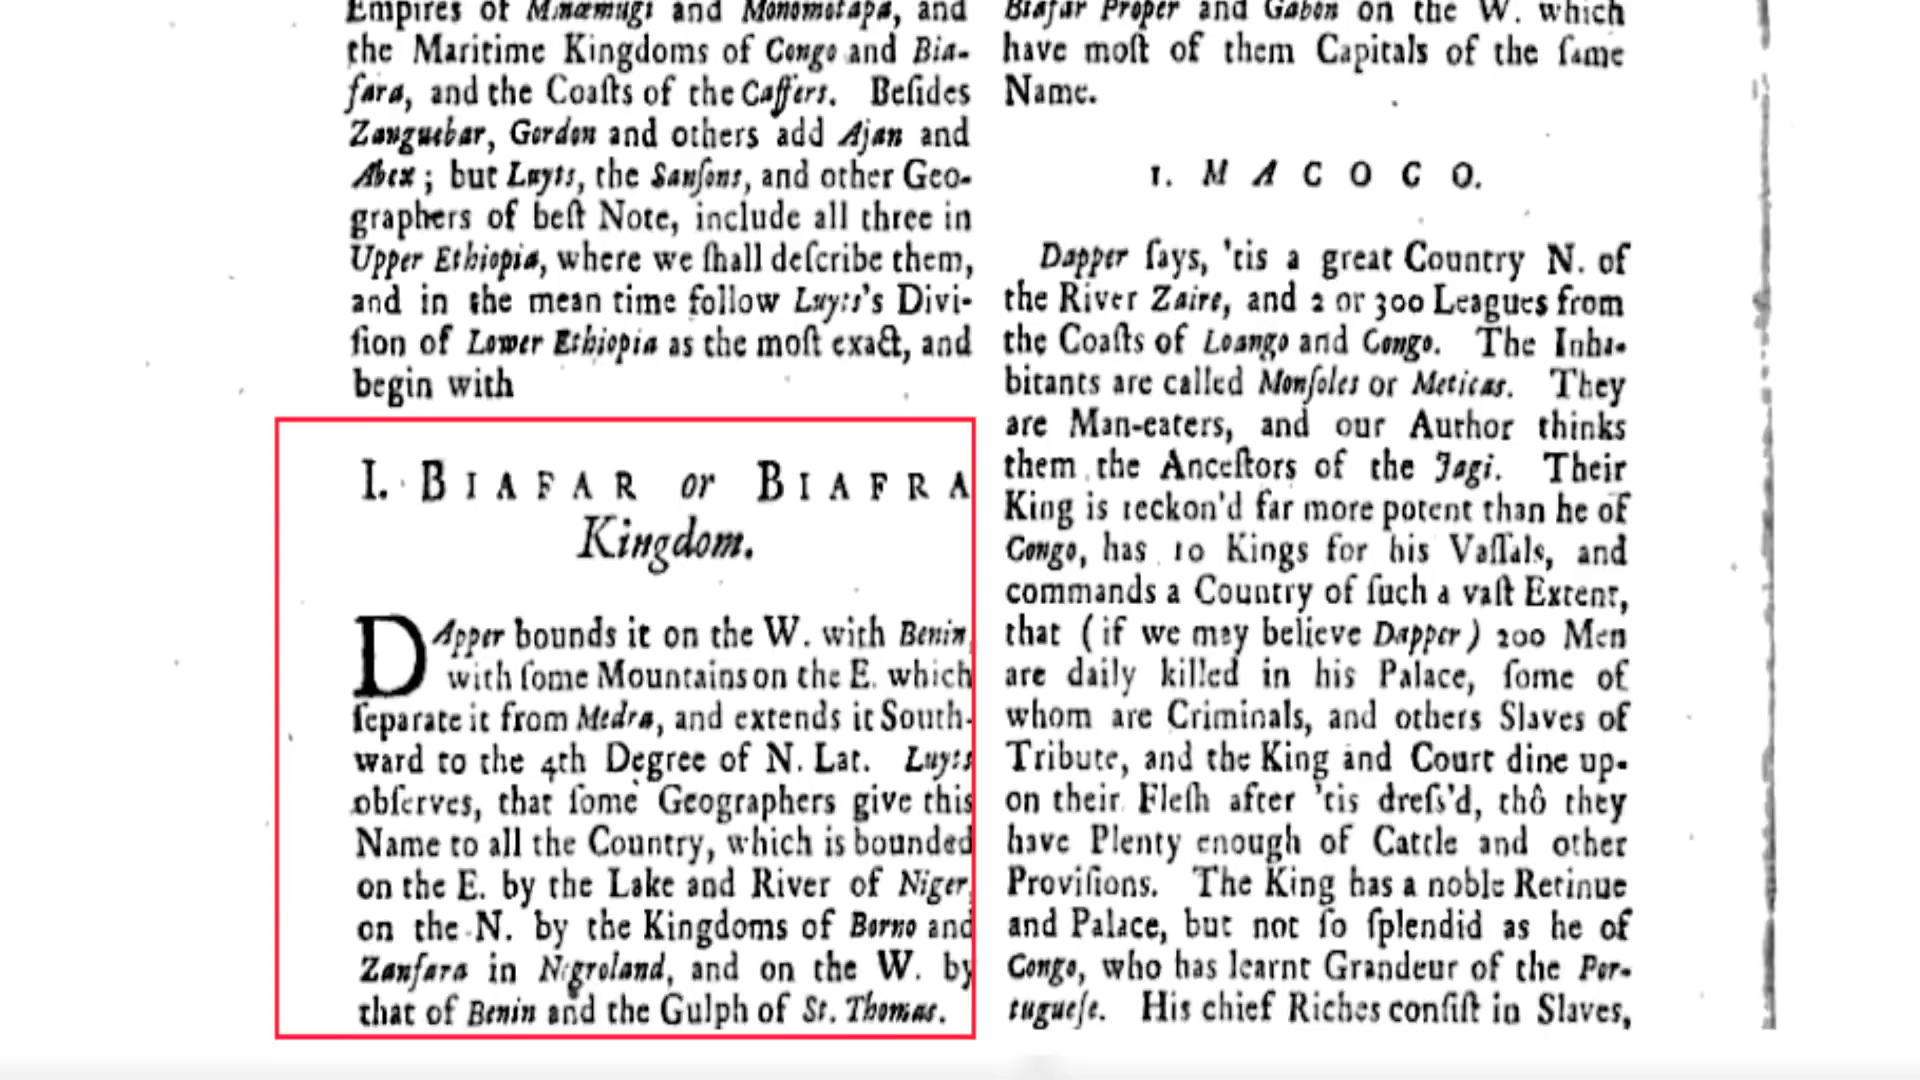 Empires of Minœmugi and Monomotapa, and
the Maritime Kingdoms of Congo and Bia-
fara, and the Coaſts of the Caffers. Beſides
Zanguebar, Gordon and others add Ajan and
Abex; but Luyts, the Sanſons, and other Geo-
graphers of beſt Note, include all three in
Upper Ethiopia, where we ſhall deſcribe them,
and in the mean time follow Luyts's Divi-
ſion of Lower Ethiopia as the moſt exact, and
begin with
I. BIAFAR or BIAFRA
Kingdom.
DApper bounds it on the W. with Benin,
with ſome Mountains on the E. which
ſeparate it from Medra, and extends it South-
ward to the 4th Degree of N. Lat. Luyts
obſerves, that ſome Geographers give this
Name to all the Country, which is bounded
on the E. by the Lake and River of Niger,
on the N. by the Kingdoms of Borno and
Zanfara in Nigroland, and on the W. by
that of Benin and the Gulph of St. Thomas.
Biafar Proper and Gabon on the W. which
have moſt of them Capitals of the ſame
Name.
1. MACOCO.
Dapper ſays, 'tis a great Country N. of
the River Zaire, and 2 or 300 Leagues from
the Coaſts of Loango and Congo. The Inha-
bitants are called Monſoles or Meticas. They
are Man-eaters, and our Author thinks
them the Anceſtors of the Jagi. Their
King is reckon'd far more potent than he of
Congo, has 10 Kings for his Vaſſals, and
commands a Country of ſuch a vaſt Extent,
that (if we may believe Dapper) 200 Men
are daily killed in his Palace, ſome of
whom are Criminals, and others Slaves of
Tribute, and the King and Court dine up-
on their Fleſh after 'tis dreſs'd, thô they
have Plenty enough of Cattle and other
Proviſions. The King has a noble Retinue
and Palace, but not ſo ſplendid as he of
Congo, who has learnt Grandeur of the Por-
tugueſe. His chief Riches conſiſt in Slaves,